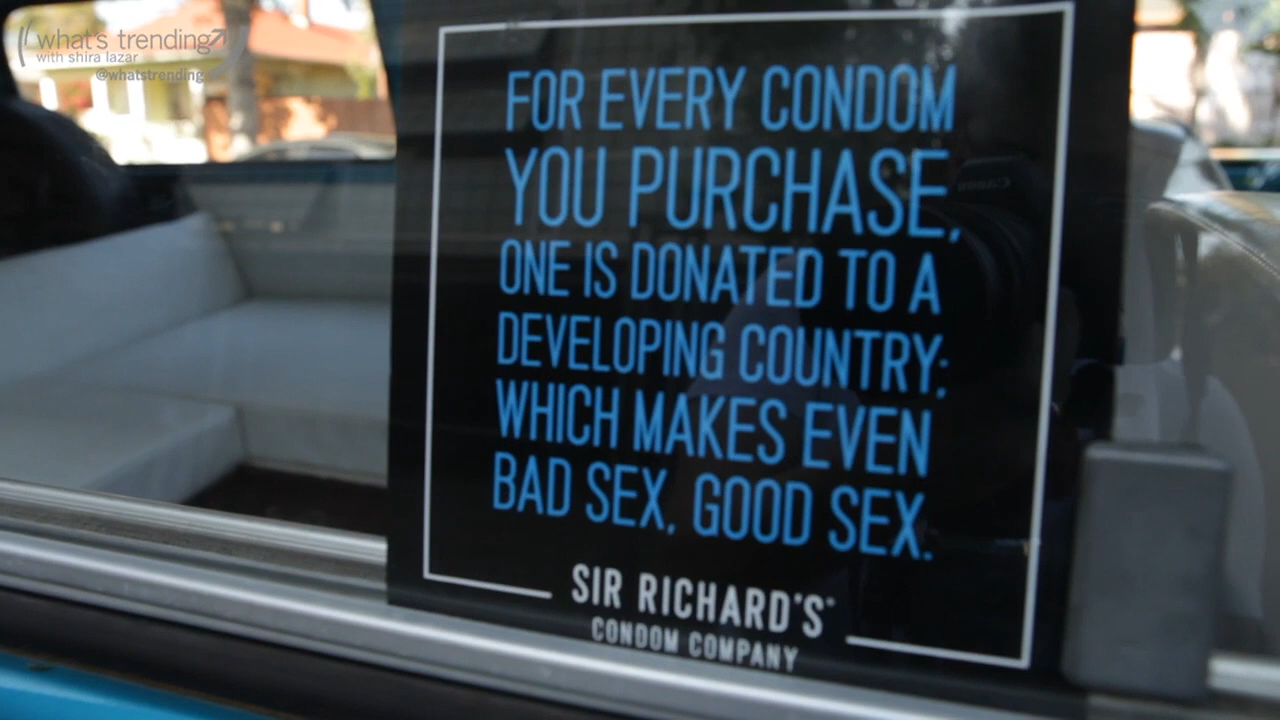 what's trending
with shira lazar
@whatstrending
FOR EVERY CONDOM
YOU PURCHASE,
ONE IS DONATED TO A
DEVELOPING COUNTRY;
WHICH MAKES EVEN
BAD SEX, GOOD SEX.
SIR RICHARD'S
CONDOM COMPANY
Canon